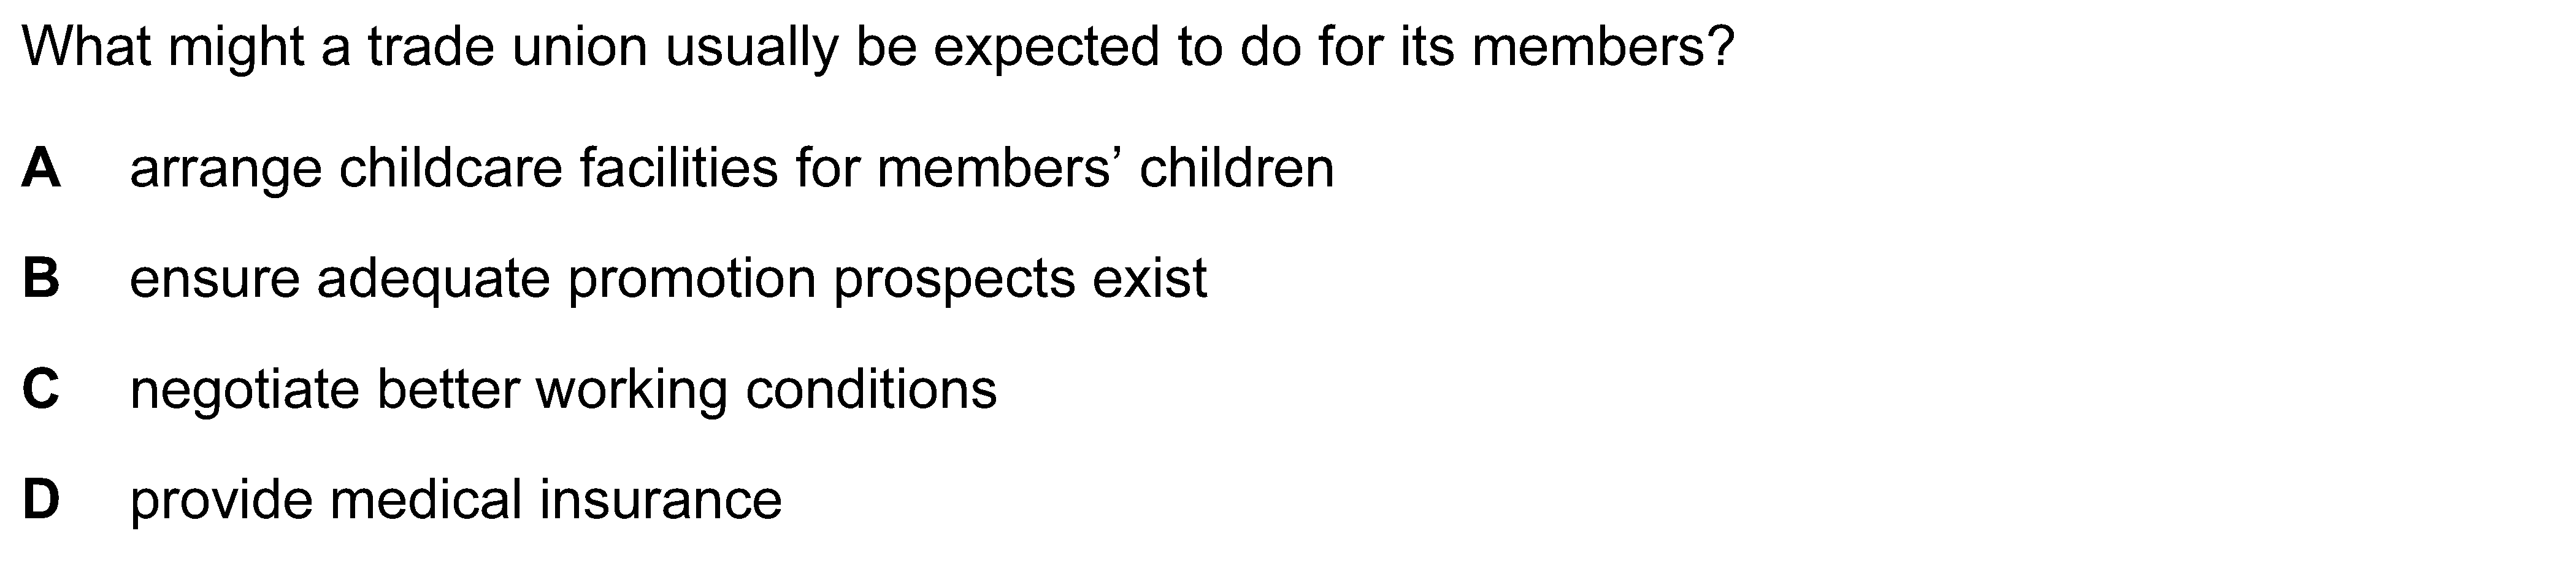 What might a trade union usually be expected to do for its members?
A arrange childcare facilities for members’ children
B ensure adequate promotion prospects exist
C negotiate better working conditions
D provide medical insurance